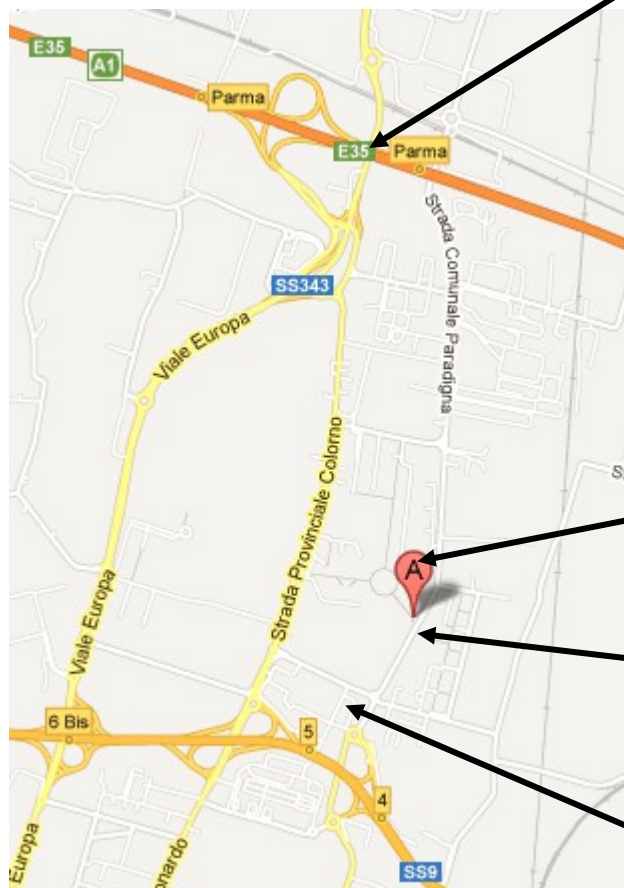 E35
A1
Parma
E35
Parma
Strada Comunale Paradigna
SS343
Viale Europa
Strada Provinciale Colorno
S
A
Viale Europa
6 Bis
5
4
Europa
onardo
SS9